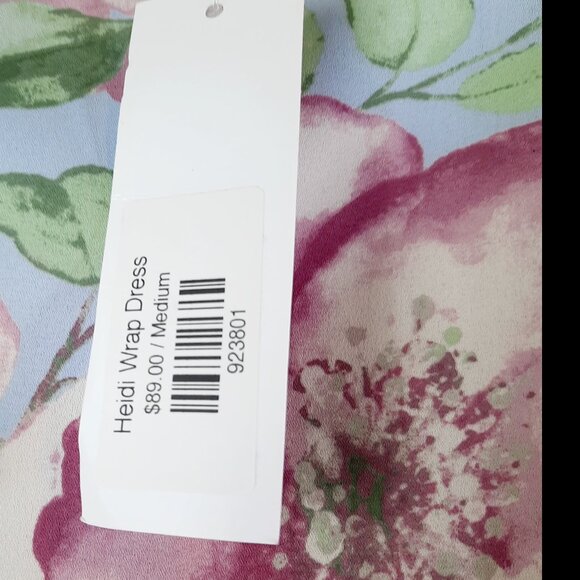 Heidi Wrap Dress
$89.00 / Medium
923801